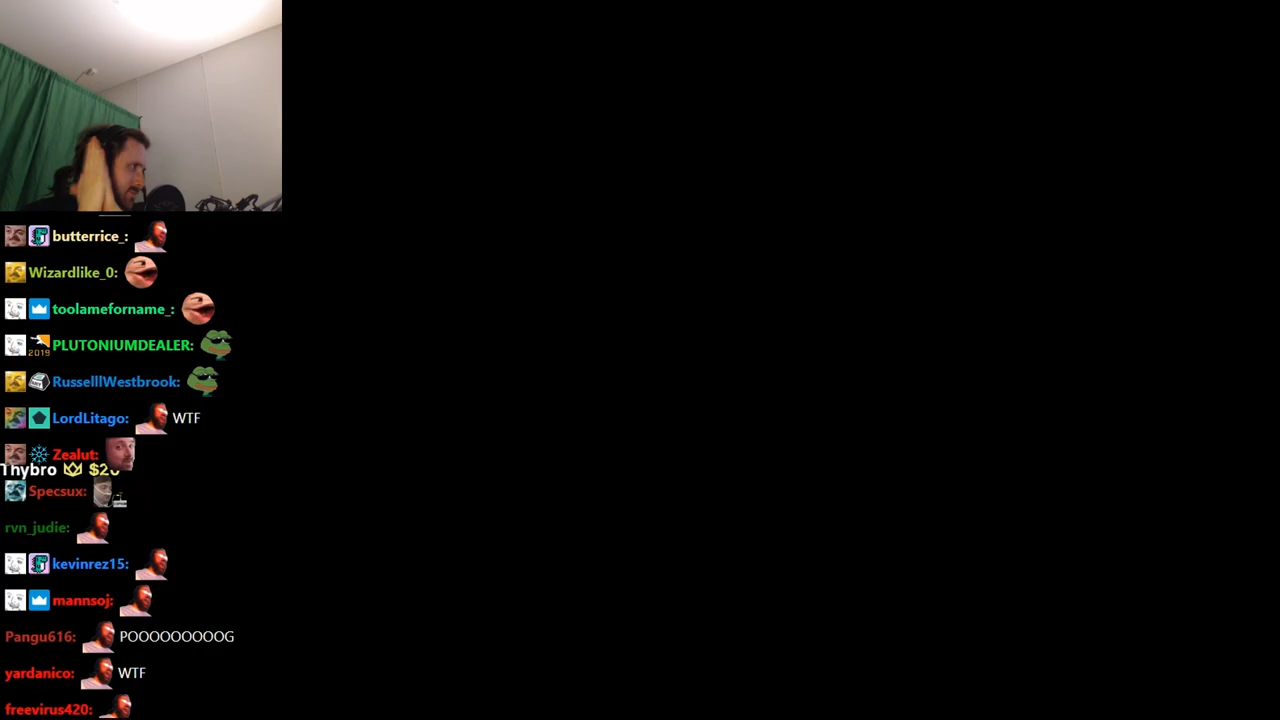 butterrice_:
Wizardlike_0:
toolameforname_:
PLUTONIUMDEALER:
2019
RusselllWestbrook:
LordLitago: WTF
Zealut:
Thybro $20
Specsux:
rvn_judie:
kevinrez15:
mannsoj:
Pangu616: POOOOOOOOOG
yardanico: WTF
freevirus420: